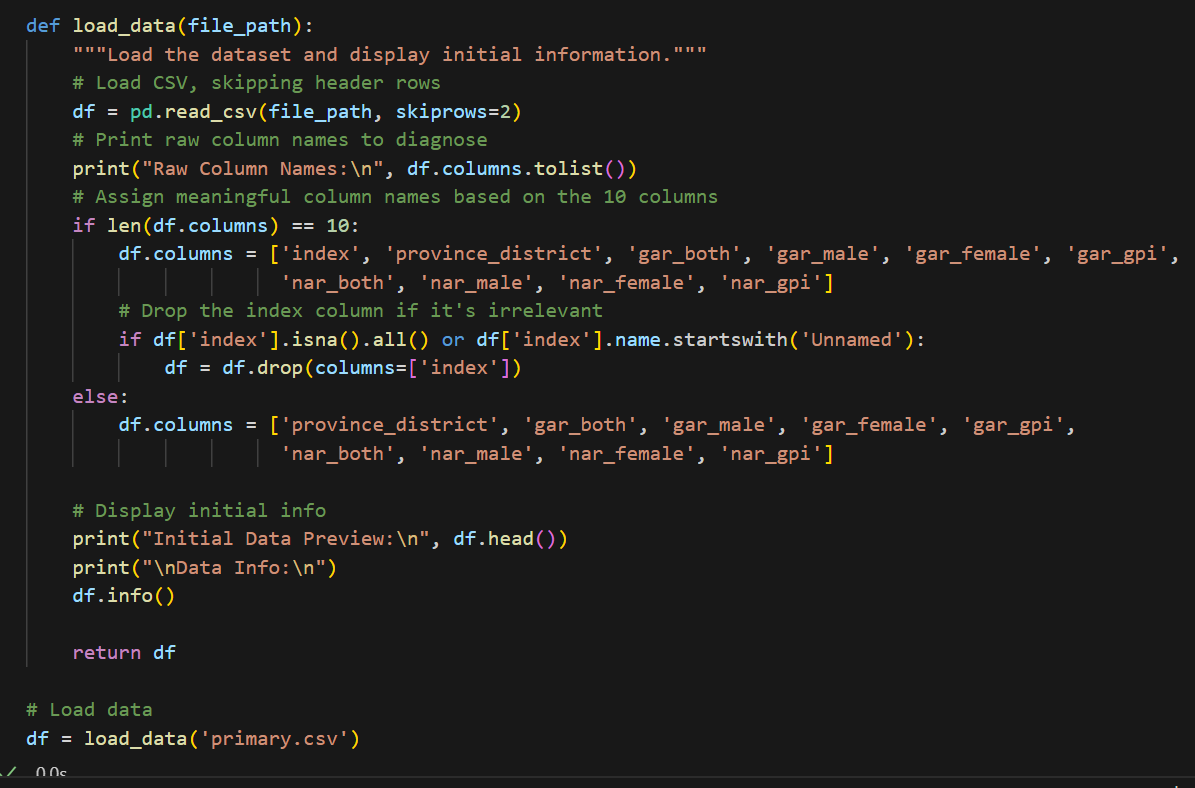 def load_data(file_path):
    """Load the dataset and display initial information."""
    # Load CSV, skipping header rows
    df = pd.read_csv(file_path, skiprows=2)
    # Print raw column names to diagnose
    print("Raw Column Names:\n", df.columns.tolist())
    # Assign meaningful column names based on the 10 columns
    if len(df.columns) == 10:
        df.columns = ['index', 'province_district', 'gar_both', 'gar_male', 'gar_female', 'gar_gpi',
                      'nar_both', 'nar_male', 'nar_female', 'nar_gpi']
        # Drop the index column if it's irrelevant
        if df['index'].isna().all() or df['index'].name.startswith('Unnamed'):
            df = df.drop(columns=['index'])
    else:
        df.columns = ['province_district', 'gar_both', 'gar_male', 'gar_female', 'gar_gpi',
                      'nar_both', 'nar_male', 'nar_female', 'nar_gpi']

    # Display initial info
    print("Initial Data Preview:\n", df.head())
    print("\nData Info:\n")
    df.info()

    return df

# Load data
df = load_data('primary.csv')
0.0s